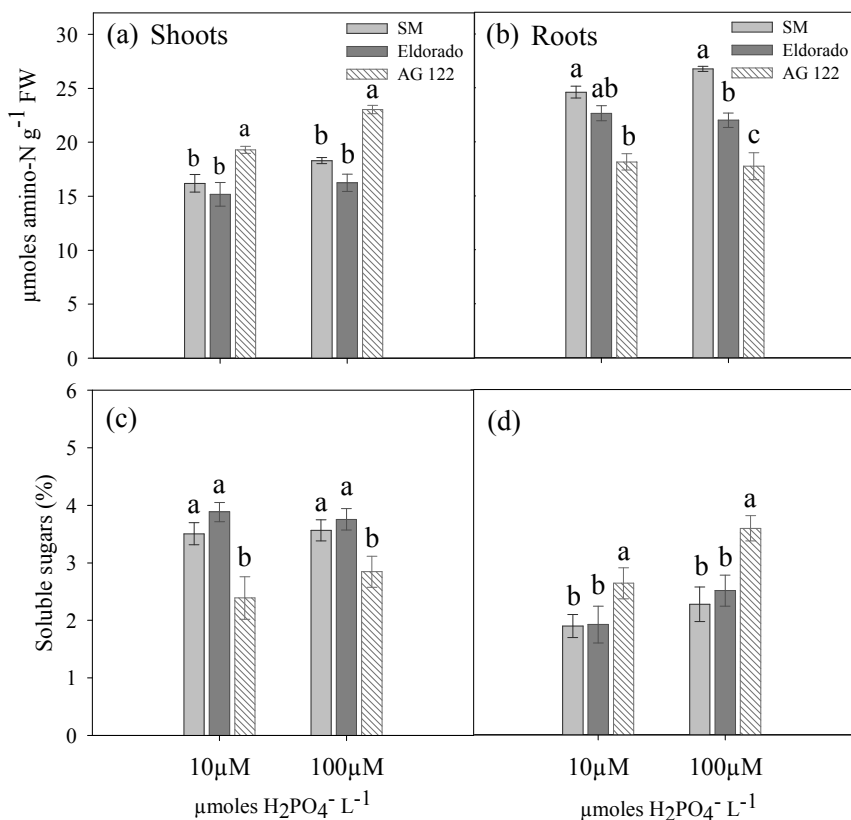 (a) Shoots
SM
Eldorado
AG 122
(b) Roots
SM
Eldorado
AG 122
µmoles amino-N g⁻¹ FW
30
25
20
15
10
5
0
b b a
b b a
a ab b
a b c
(c)
(d)
Soluble sugars (%)
6
5
4
3
2
1
0
a a b
a a b
b b a
b b a
10µM 100µM
10µM 100µM
µmoles H₂PO₄⁻ L⁻¹
µmoles H₂PO₄⁻ L⁻¹